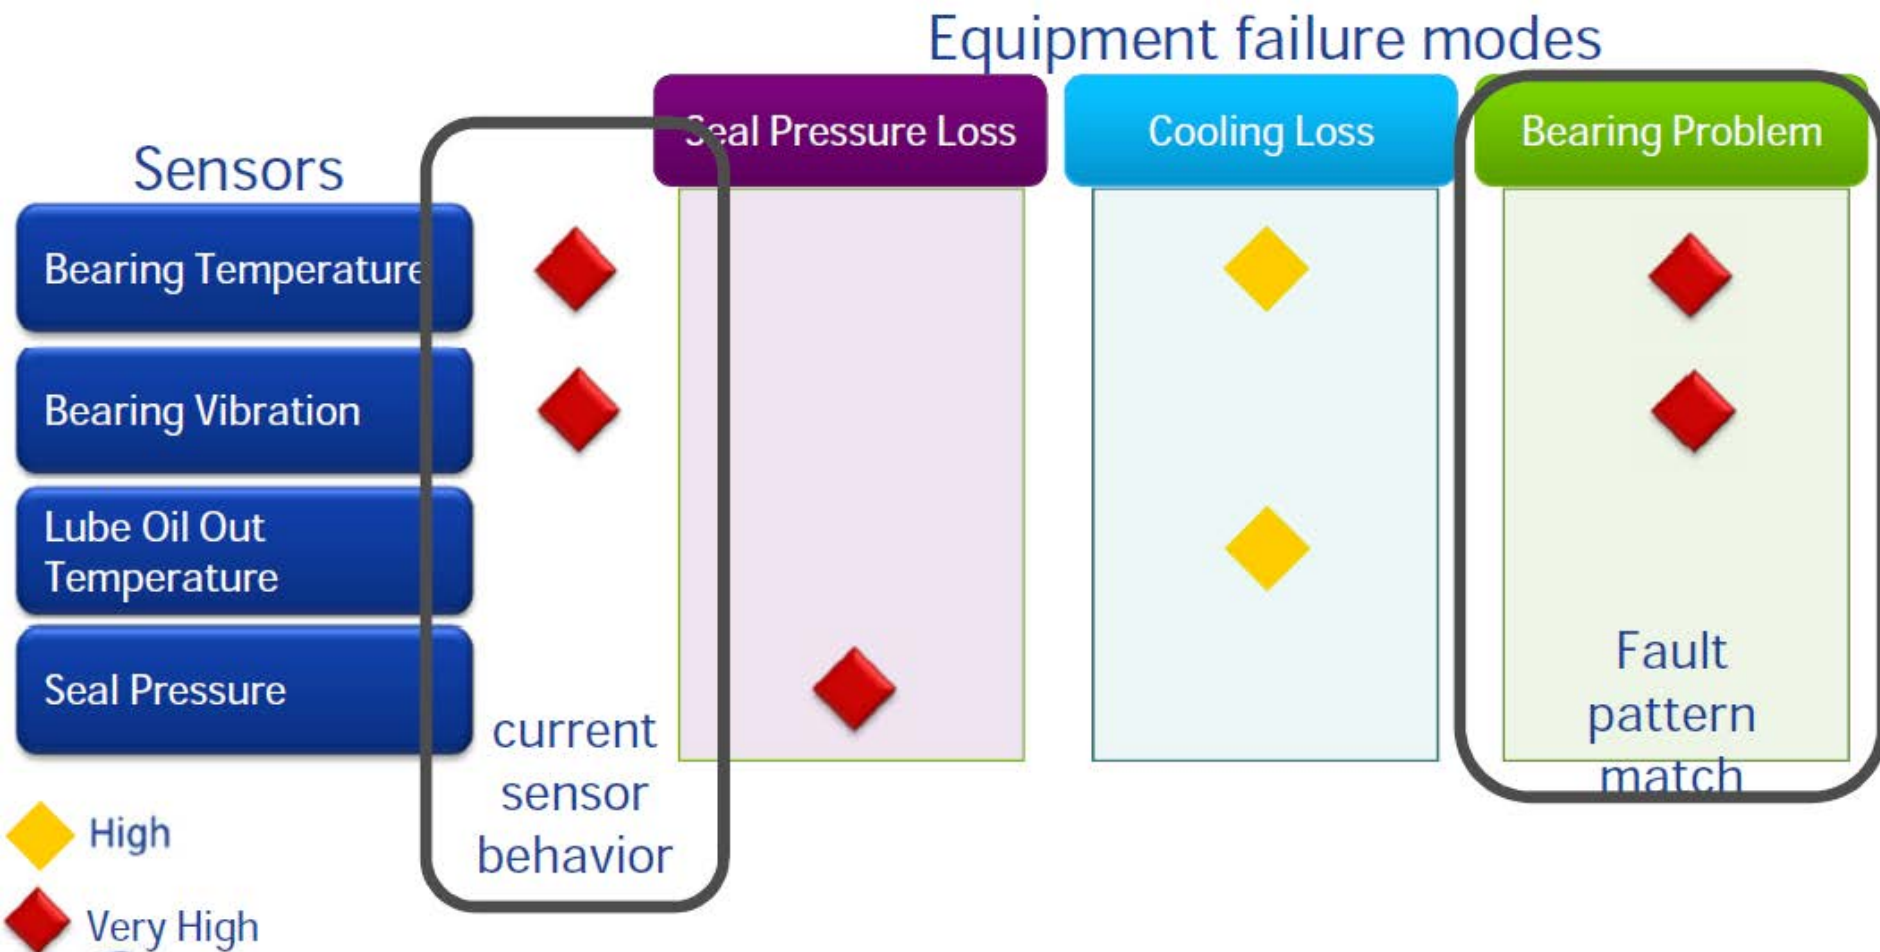 Equipment failure modes
Seal Pressure Loss
Cooling Loss
Bearing Problem
Sensors
Bearing Temperature
Bearing Vibration
Lube Oil Out
Temperature
Seal Pressure
current
sensor
behavior
Fault
pattern
match
High
Very High